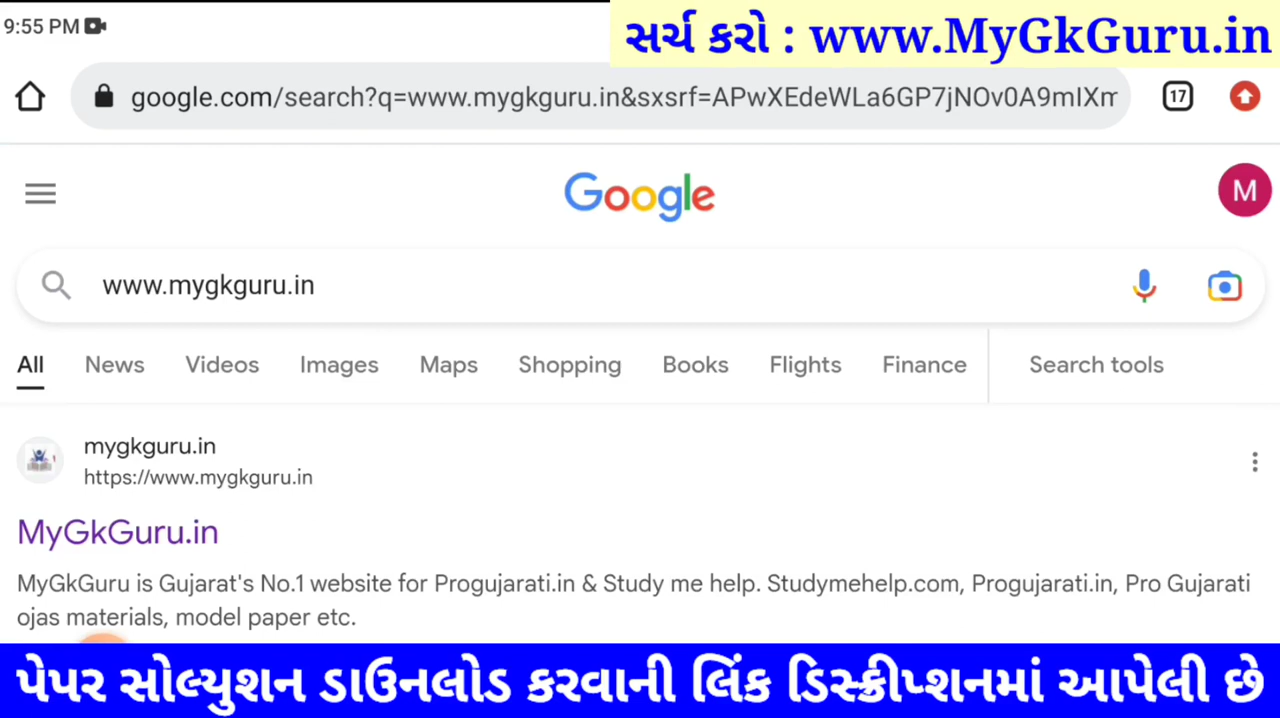 9:55 PM
સર્ચ કરો : www.MyGkGuru.in
google.com/search?q=www.mygkguru.in&sxsrf=APwXEdeWLa6GP7jNOv0A9mIXm
17
Google
M
www.mygkguru.in
All News Videos Images Maps Shopping Books Flights Finance Search tools
mygkguru.in
https://www.mygkguru.in
MyGkGuru.in
MyGkGuru is Gujarat's No.1 website for Progujarati.in & Study me help. Studymehelp.com, Progujarati.in, Pro Gujarati
ojas materials, model paper etc.
પેપર સોલ્યુશન ડાઉનલોડ કરવાની લિંક ડિસ્ક્રીપ્શનમાં આપેલી છે